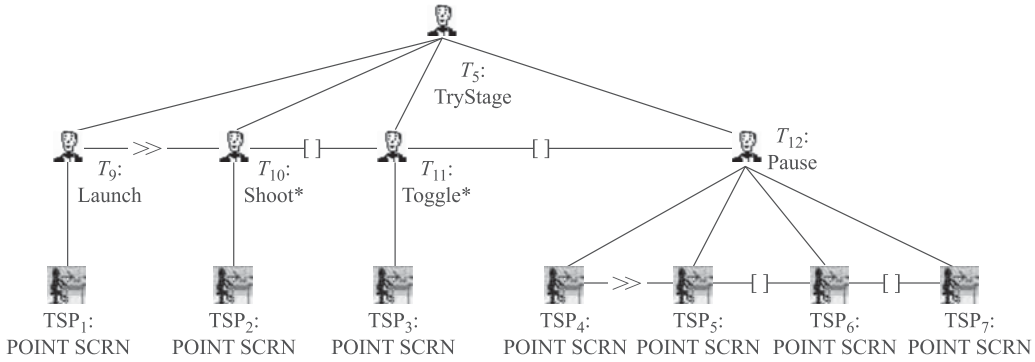 T₅:
TryStage
>> [ ] [ ]
T₉:
Launch
T₁₀:
Shoot*
T₁₁:
Toggle*
T₁₂:
Pause
>> [ ] [ ]
TSP₁:
POINT SCRN
TSP₂:
POINT SCRN
TSP₃:
POINT SCRN
TSP₄:
POINT SCRN
TSP₅:
POINT SCRN
TSP₆:
POINT SCRN
TSP₇:
POINT SCRN